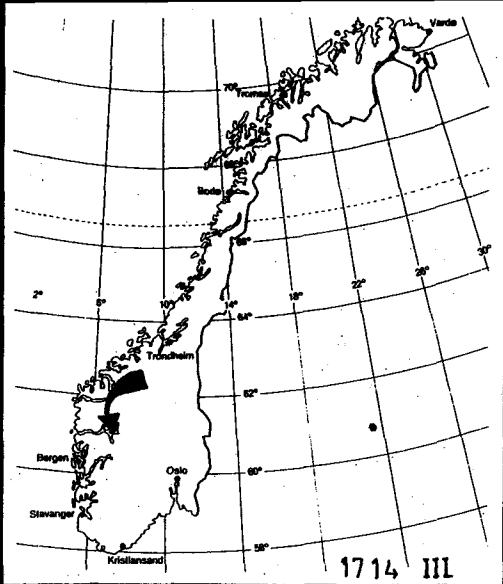 Vardø
70°
Tromsø
68°
Bodø
66°
30°
26°
22°
18°
14°
10°
6°
2°
64°
Trondheim
62°
Bergen
Oslo
60°
Stavanger
Kristiansand
58°
1714 III